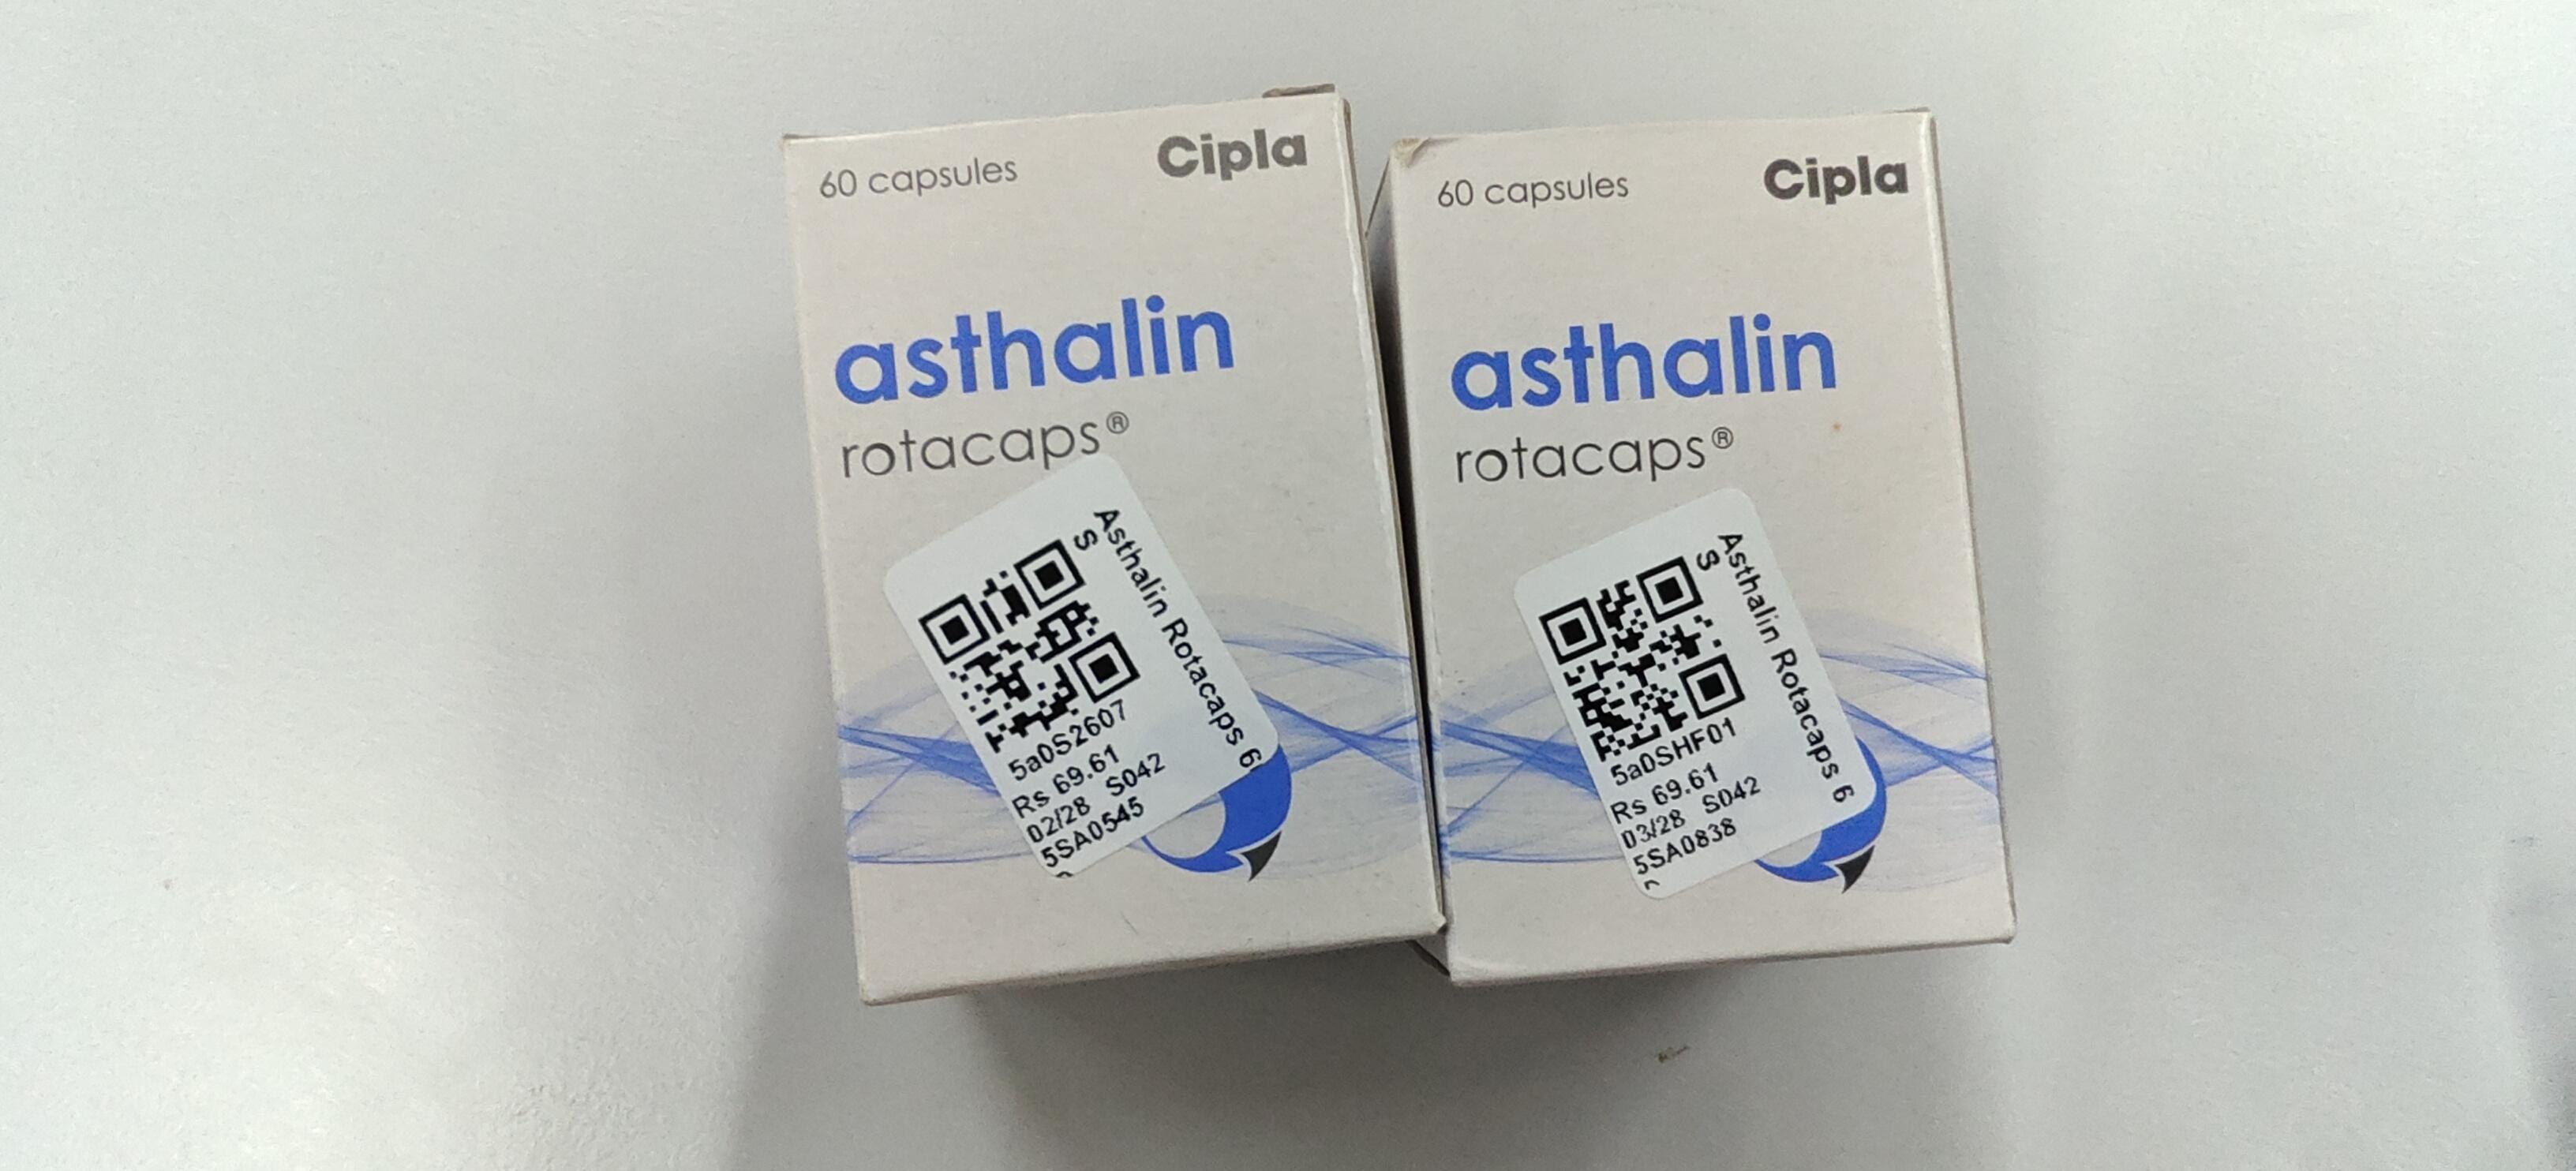 60 capsules
Cipla
asthalin
rotacaps®
Asthalin Rotacaps 6
S
5a0S2607
Rs 69.61
02/28 S042
5SA0545
60 capsules
Cipla
asthalin
rotacaps®
Asthalin Rotacaps 6
S
5a0SHF01
Rs 69.61
03/28 S042
5SA0838